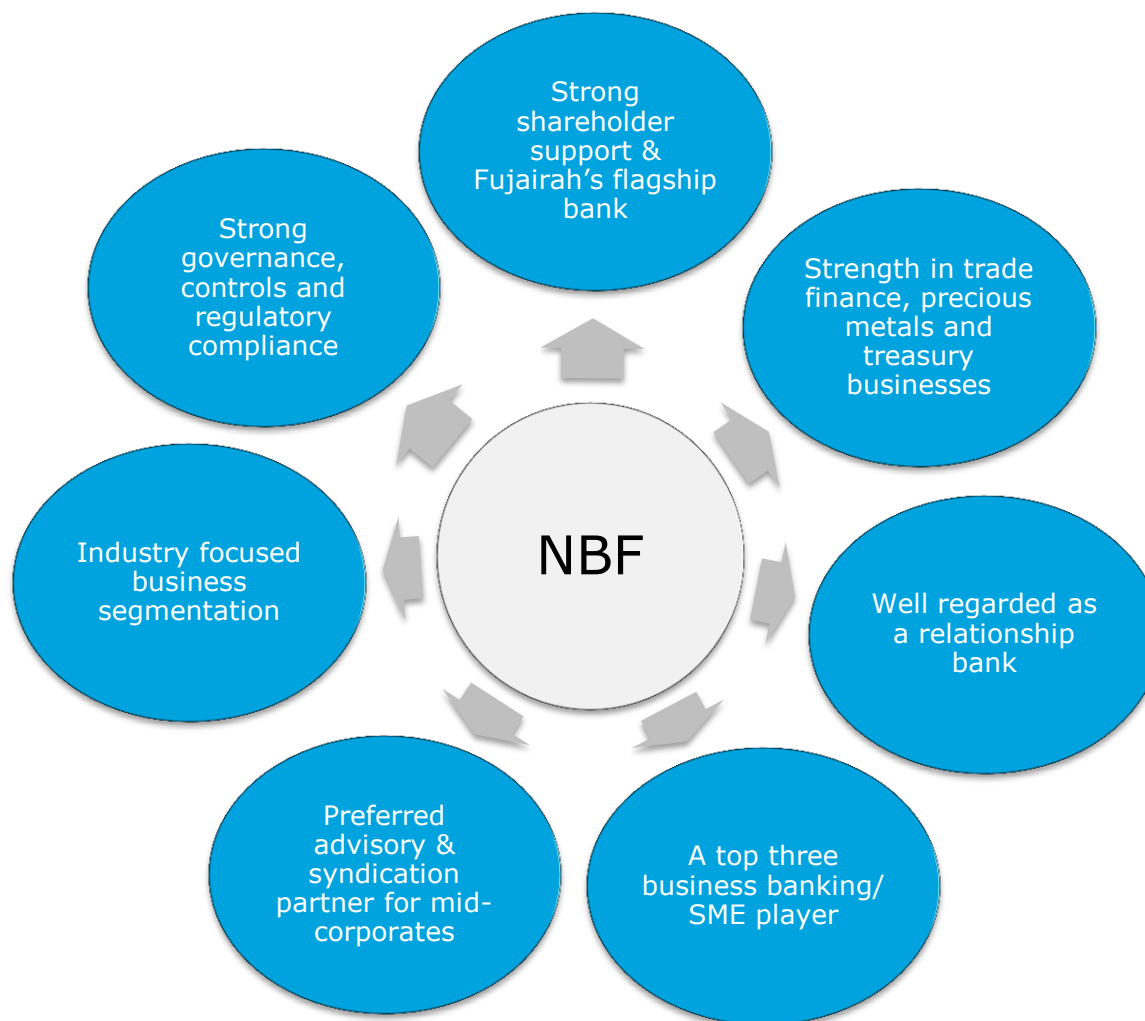 Strong
shareholder
support &
Fujairah’s flagship
bank
Strength in trade
finance, precious
metals and
treasury
businesses
Well regarded as
a relationship
bank
A top three
business banking/
SME player
Preferred
advisory &
syndication
partner for mid-
corporates
Industry focused
business
segmentation
Strong
governance,
controls and
regulatory
compliance
NBF